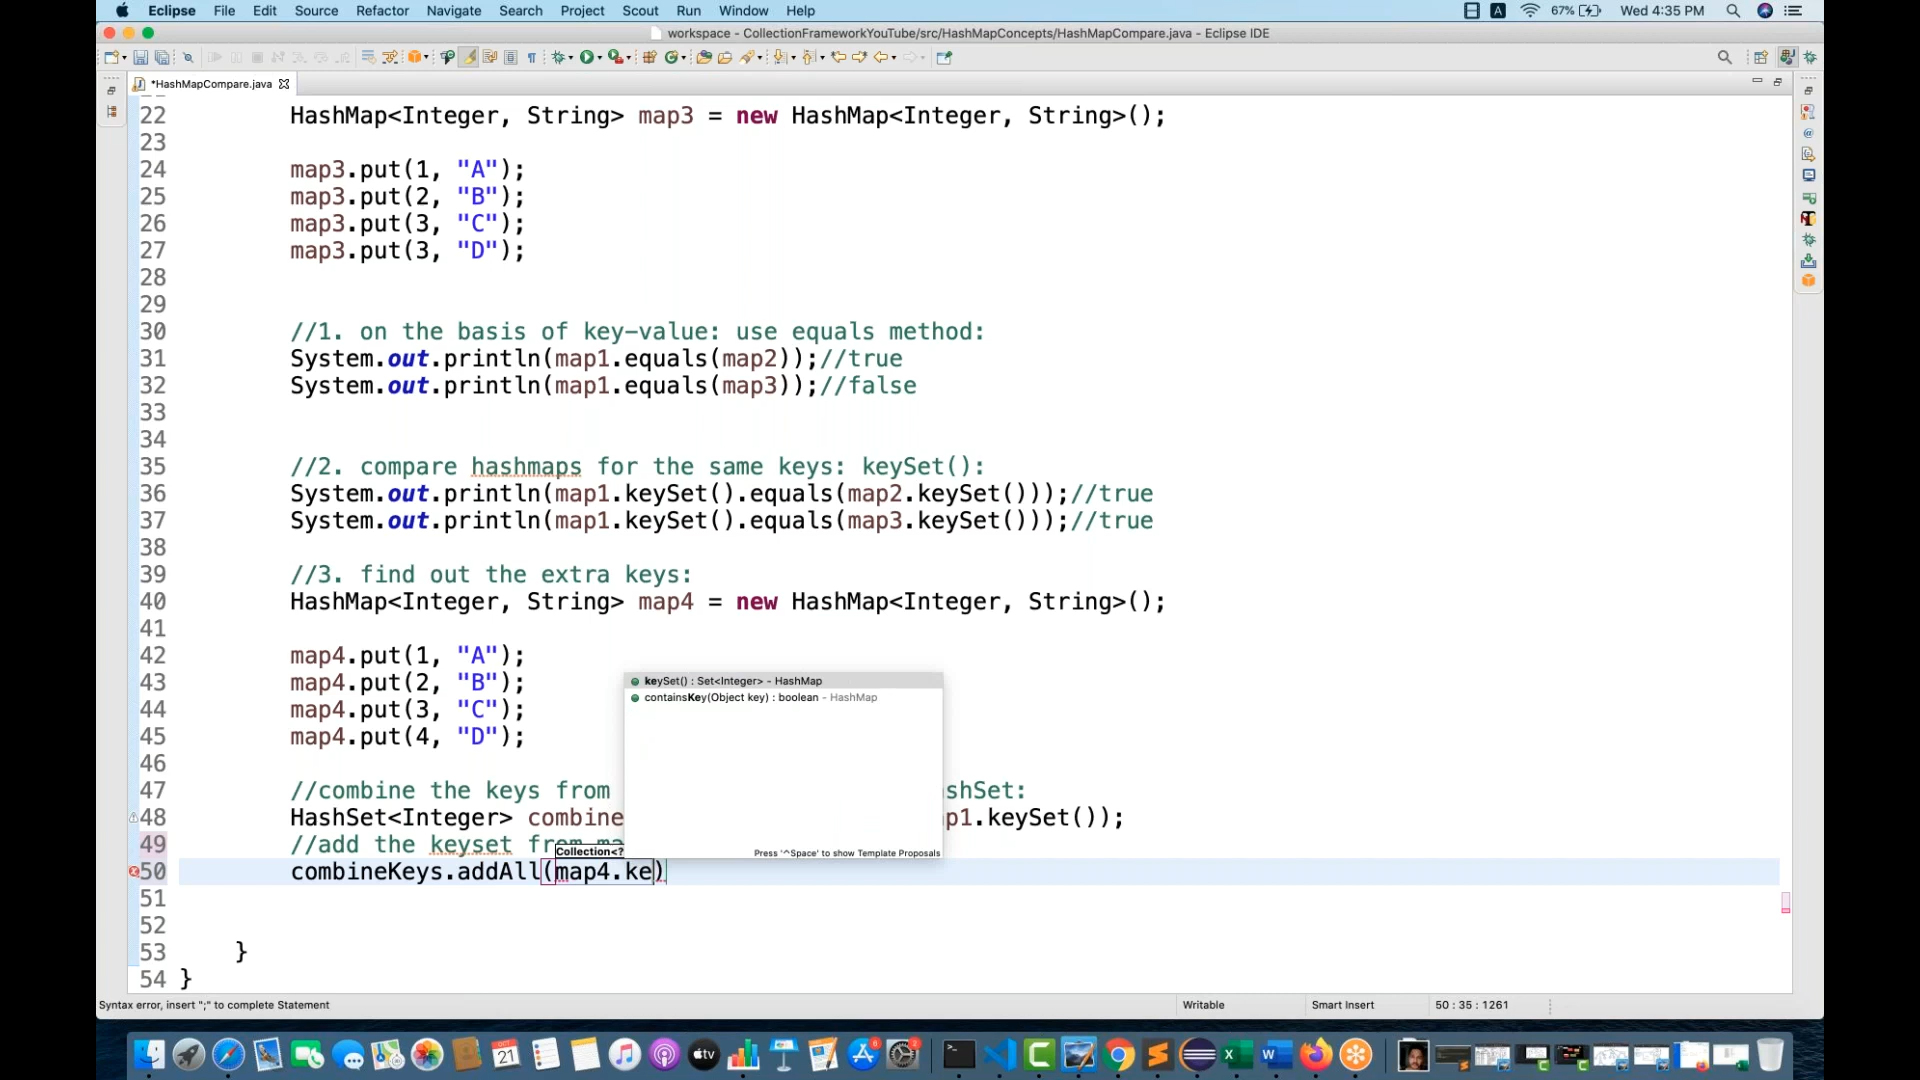 Eclipse File Edit Source Refactor Navigate Search Project Scout Run Window Help 67% Wed 4:35 PM
workspace - CollectionFrameworkYouTube/src/HashMapConcepts/HashMapCompare.java - Eclipse IDE
*HashMapCompare.java
22 HashMap<Integer, String> map3 = new HashMap<Integer, String>();
23
24 map3.put(1, "A");
25 map3.put(2, "B");
26 map3.put(3, "C");
27 map3.put(3, "D");
28
29
30 //1. on the basis of key-value: use equals method:
31 System.out.println(map1.equals(map2));//true
32 System.out.println(map1.equals(map3));//false
33
34
35 //2. compare hashmaps for the same keys: keySet():
36 System.out.println(map1.keySet().equals(map2.keySet()));//true
37 System.out.println(map1.keySet().equals(map3.keySet()));//true
38
39 //3. find out the extra keys:
40 HashMap<Integer, String> map4 = new HashMap<Integer, String>();
41
42 map4.put(1, "A");
43 map4.put(2, "B");
44 map4.put(3, "C");
45 map4.put(4, "D");
46
keySet() : Set<Integer> - HashMap
containsKey(Object key) : boolean - HashMap
Press '^Space' to show Template Proposals
47 //combine the keys from shSet:
48 HashSet<Integer> combine p1.keySet());
49 //add the keyset from ma
Collection<?
50 combineKeys.addAll(map4.ke)
51
52
53 }
54 }
Syntax error, insert ";" to complete Statement Writable Smart Insert 50 : 35 : 1261